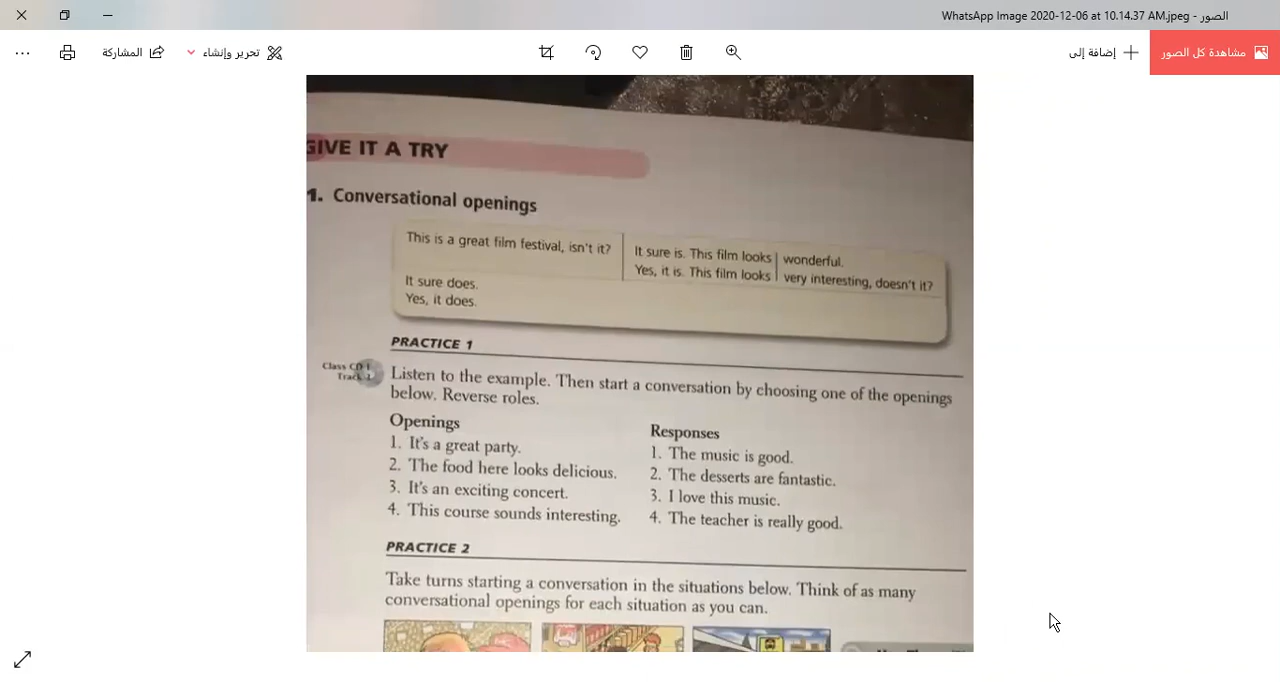 WhatsApp Image 2020-12-06 at 10.14.37 AM.jpeg - الصور
مشاهدة كل الصور
إضافة إلى
تحرير وإنشاء
المشاركة
GIVE IT A TRY
1. Conversational openings
This is a great film festival, isn't it?
It sure is. This film looks wonderful.
Yes, it is. This film looks very interesting, doesn't it?
It sure does.
Yes, it does.
PRACTICE 1
Class CD 1
Track
Listen to the example. Then start a conversation by choosing one of the openings
below. Reverse roles.
Openings
1. It's a great party.
2. The food here looks delicious.
3. It's an exciting concert.
4. This course sounds interesting.
Responses
1. The music is good.
2. The desserts are fantastic.
3. I love this music.
4. The teacher is really good.
PRACTICE 2
Take turns starting a conversation in the situations below. Think of as many
conversational openings for each situation as you can.